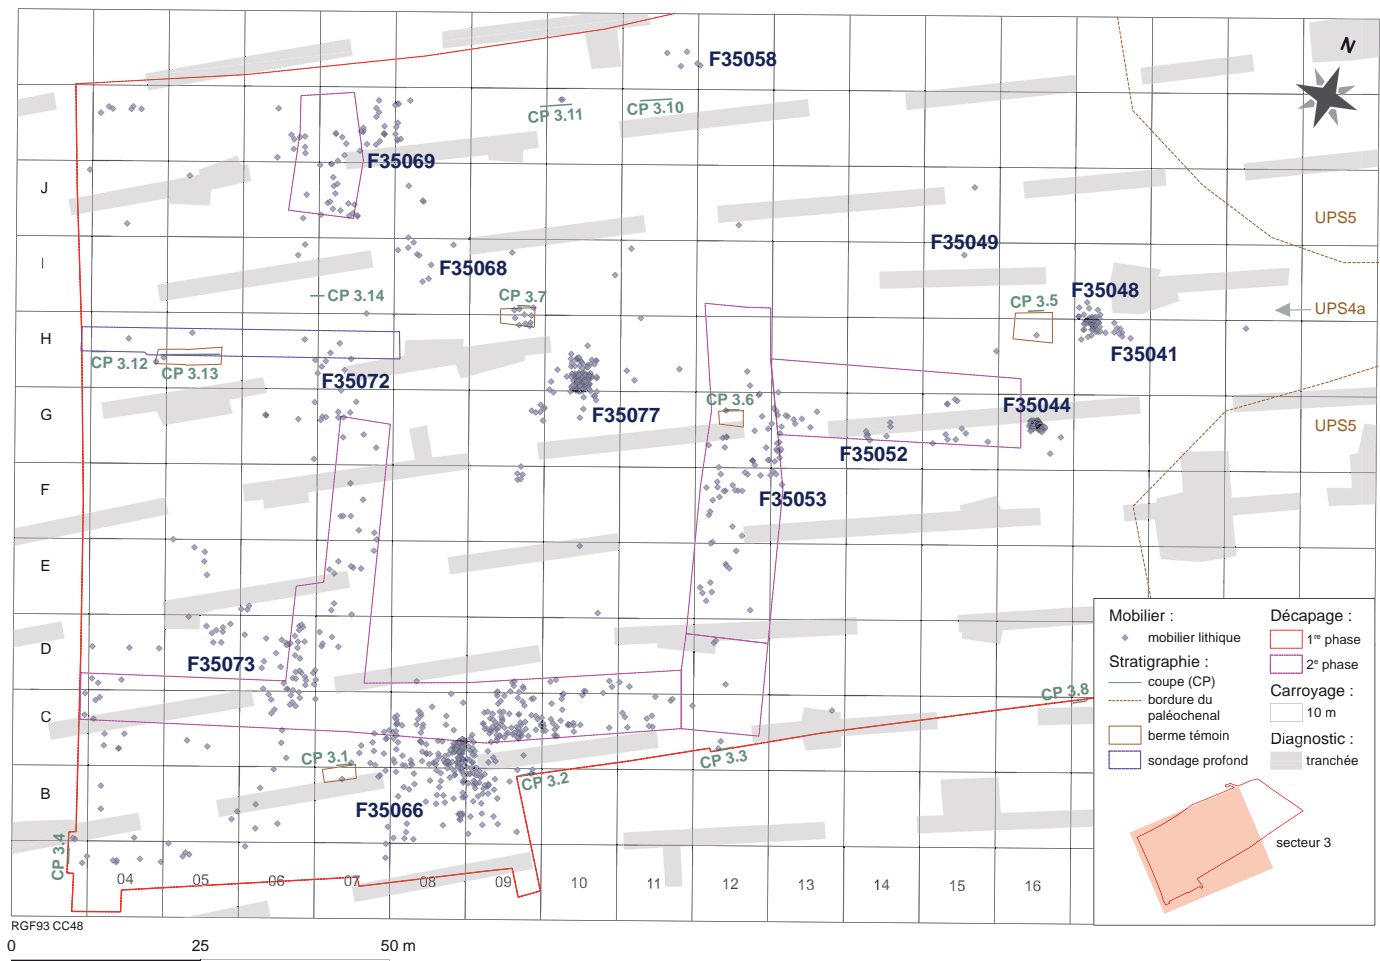 N
F35058
CP 3.11
CP 3.10
F35069
J
UPS5
F35049
I
F35068
CP 3.14
CP 3.7
CP 3.5
F35048
UPS4a
H
F35041
CP 3.12
CP 3.13
F35072
CP 3.6
F35044
G
F35077
UPS5
F35052
F
F35053
E
D
F35073
C
CP 3.8
CP 3.1
CP 3.3
CP 3.2
B
F35066
CP 3.4
04 05 06 07 08 09 10 11 12 13 14 15 16
Mobilier :
mobilier lithique
Stratigraphie :
coupe (CP)
bordure du
paléochenal
berme témoin
sondage profond
Décapage :
1re phase
2e phase
Carroyage :
10 m
Diagnostic :
tranchée
secteur 3
RGF93 CC48
0 25 50 m